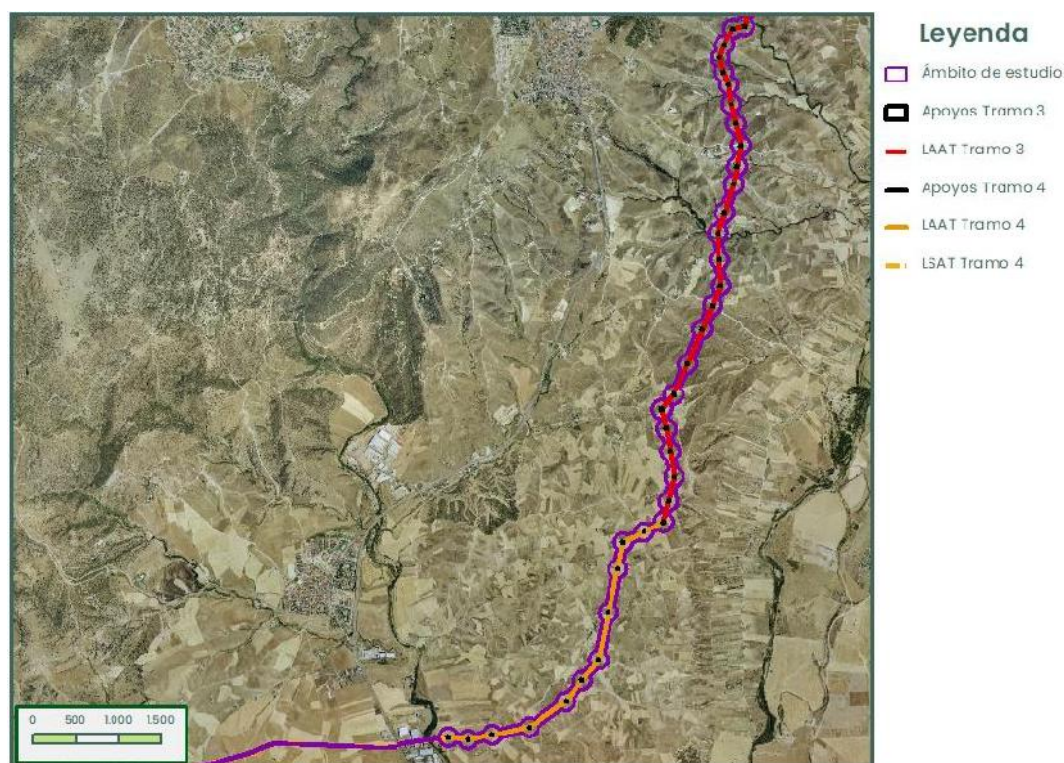 Leyenda
Ámbito de estudio
Apoyos Tramo 3
LAAT Tramo 3
Apoyos Tramo 4
LAAT Tramo 4
LSAT Tramo 4
0 500 1.000 1.500